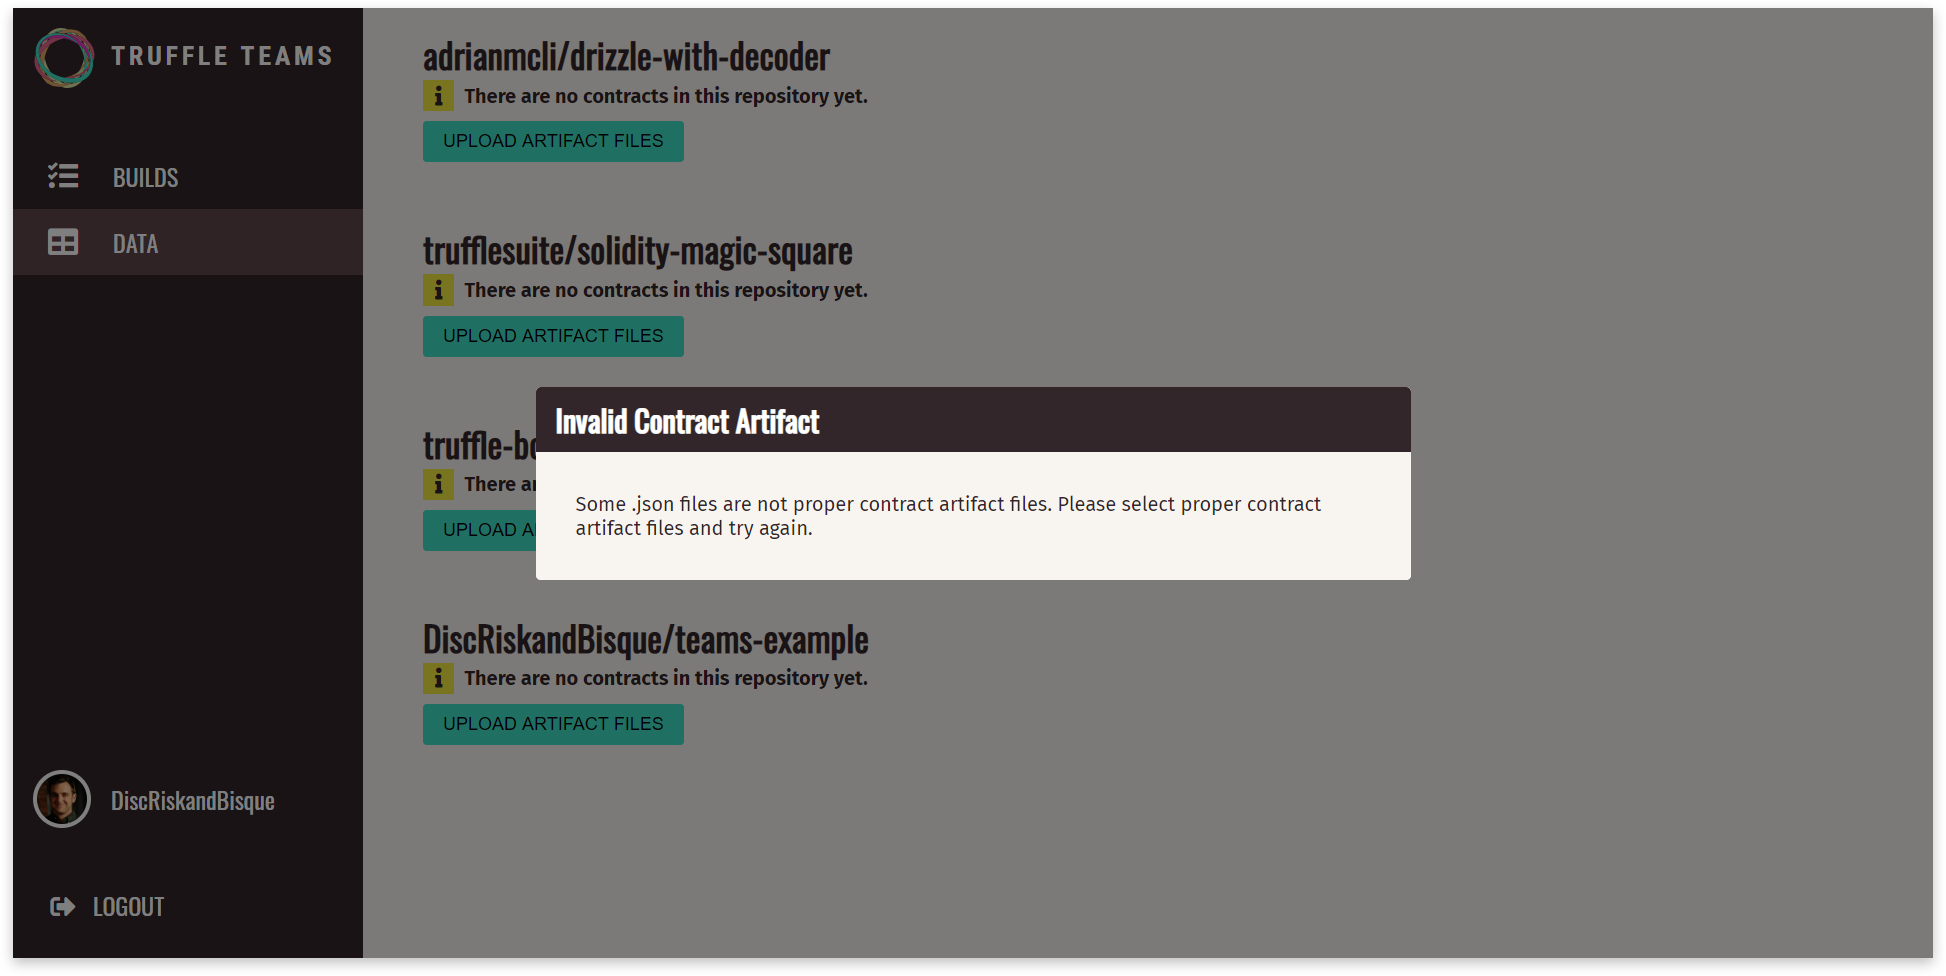 TRUFFLE TEAMS
BUILDS
DATA
DiscRiskandBisque
LOGOUT
adrianmcli/drizzle-with-decoder
i There are no contracts in this repository yet.
UPLOAD ARTIFACT FILES
trufflesuite/solidity-magic-square
i There are no contracts in this repository yet.
UPLOAD ARTIFACT FILES
truffle-bo
i There ar
UPLOAD A
Invalid Contract Artifact
Some .json files are not proper contract artifact files. Please select proper contract
artifact files and try again.
DiscRiskandBisque/teams-example
i There are no contracts in this repository yet.
UPLOAD ARTIFACT FILES